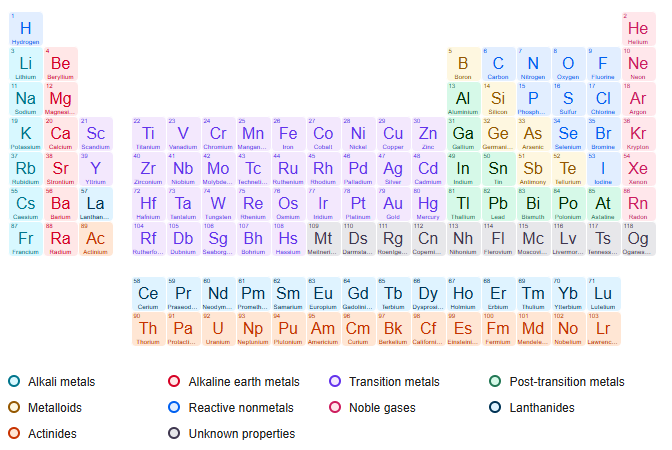 1 2
H He
Hydrogen Helium
3 4 5 6 7 8 9 10
Li Be B C N O F Ne
Lithium Beryllium Boron Carbon Nitrogen Oxygen Fluorine Neon
11 12 13 14 15 16 17 18
Na Mg Al Si P S Cl Ar
Sodium Magnesi... Aluminium Silicon Phosph... Sulfur Chlorine Argon
19 20 21 22 23 24 25 26 27 28 29 30 31 32 33 34 35 36
K Ca Sc Ti V Cr Mn Fe Co Ni Cu Zn Ga Ge As Se Br Kr
Potassium Calcium Scandium Titanium Vanadium Chromium Mangan... Iron Cobalt Nickel Copper Zinc Gallium Germa... Arsenic Selenium Bromine Krypton
37 38 39 40 41 42 43 44 45 46 47 48 49 50 51 52 53 54
Rb Sr Y Zr Nb Mo Tc Ru Rh Pd Ag Cd In Sn Sb Te I Xe
Rubidium Strontium Yttrium Zirconium Niobium Molybde... Techneti... Ruthenium Rhodium Palladium Silver Cadmium Indium Tin Antimony Tellurium Iodine Xenon
55 56 57 72 73 74 75 76 77 78 79 80 81 82 83 84 85 86
Cs Ba La Hf Ta W Re Os Ir Pt Au Hg Tl Pb Bi Po At Rn
Caesium Barium Lanthan... Hafnium Tantalum Tungsten Rhenium Osmium Iridium Platinum Gold Mercury Thallium Lead Bismuth Polonium Astatine Radon
87 88 89 104 105 106 107 108 109 110 111 112 113 114 115 116 117 118
Fr Ra Ac Rf Db Sg Bh Hs Mt Ds Rg Cn Nh Fl Mc Lv Ts Og
Francium Radium Actinium Rutherfo... Dubnium Seaborg... Bohrium Hassium Meitneri... Darmsta... Roentge... Coperni... Nihonium Flerovium Moscovi... Livermor... Tenness... Oganess...
58 59 60 61 62 63 64 65 66 67 68 69 70 71
Ce Pr Nd Pm Sm Eu Gd Tb Dy Ho Er Tm Yb Lu
Cerium Praseod... Neodym... Prometh... Samarium Europium Gadolini... Terbium Dysprosi... Holmium Erbium Thulium Ytterbium Lutetium
90 91 92 93 94 95 96 97 98 99 100 101 102 103
Th Pa U Np Pu Am Cm Bk Cf Es Fm Md No Lr
Thorium Protacti... Uranium Neptunium Plutonium Americium Curium Berkelium Californi... Einsteini... Fermium Mendele... Nobelium Lawrenc...
Alkali metals Alkaline earth metals Transition metals Post-transition metals
Metalloids Reactive nonmetals Noble gases Lanthanides
Actinides Unknown properties